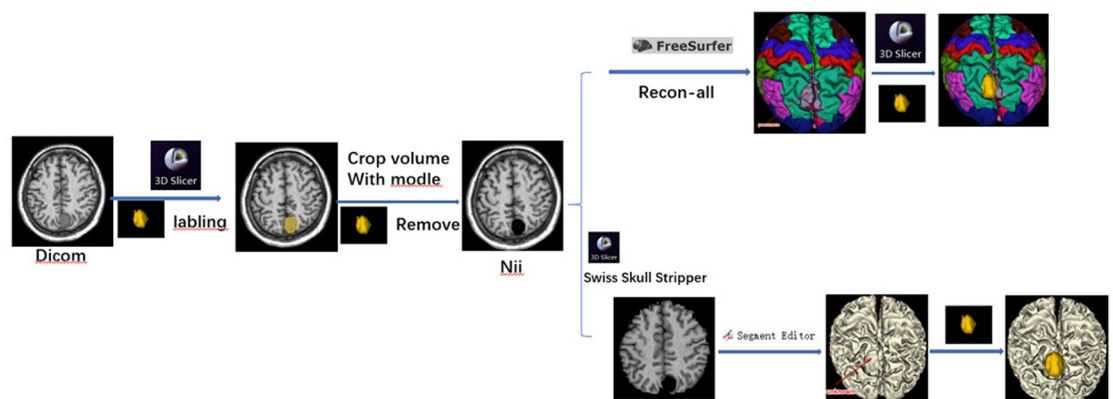 FreeSurfer
Recon-all
3D Slicer
3D Slicer
labling
Dicom
Crop volume
With modle
Remove
Nii
3D Slicer
Swiss Skull Stripper
Segment Editor